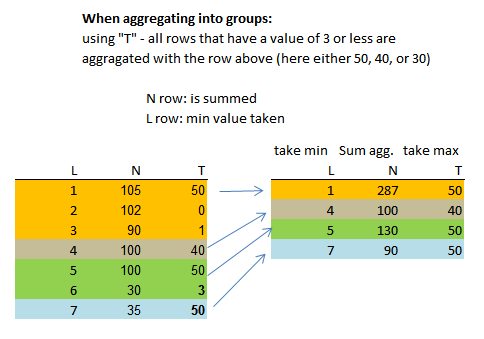 When aggregating into groups:
using "T" - all rows that have a value of 3 or less are
aggragated with the row above (here either 50, 40, or 30)
N row: is summed
L row: min value taken
take min Sum agg. take max
L N T L N T
1 105 50 1 287 50
2 102 0 4 100 40
3 90 1 5 130 50
4 100 40 7 90 50
5 100 50
6 30 3
7 35 50